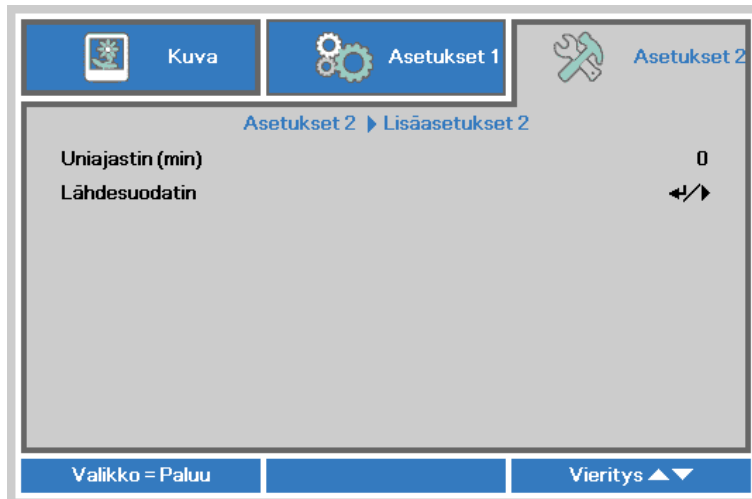 Kuva
Asetukset 1
Asetukset 2
Asetukset 2 ▶ Lisäasetukset 2
Uniajastin (min) 0
Lähdesuodatin ↵/▶
Valikko = Paluu
Vieritys ▲▼